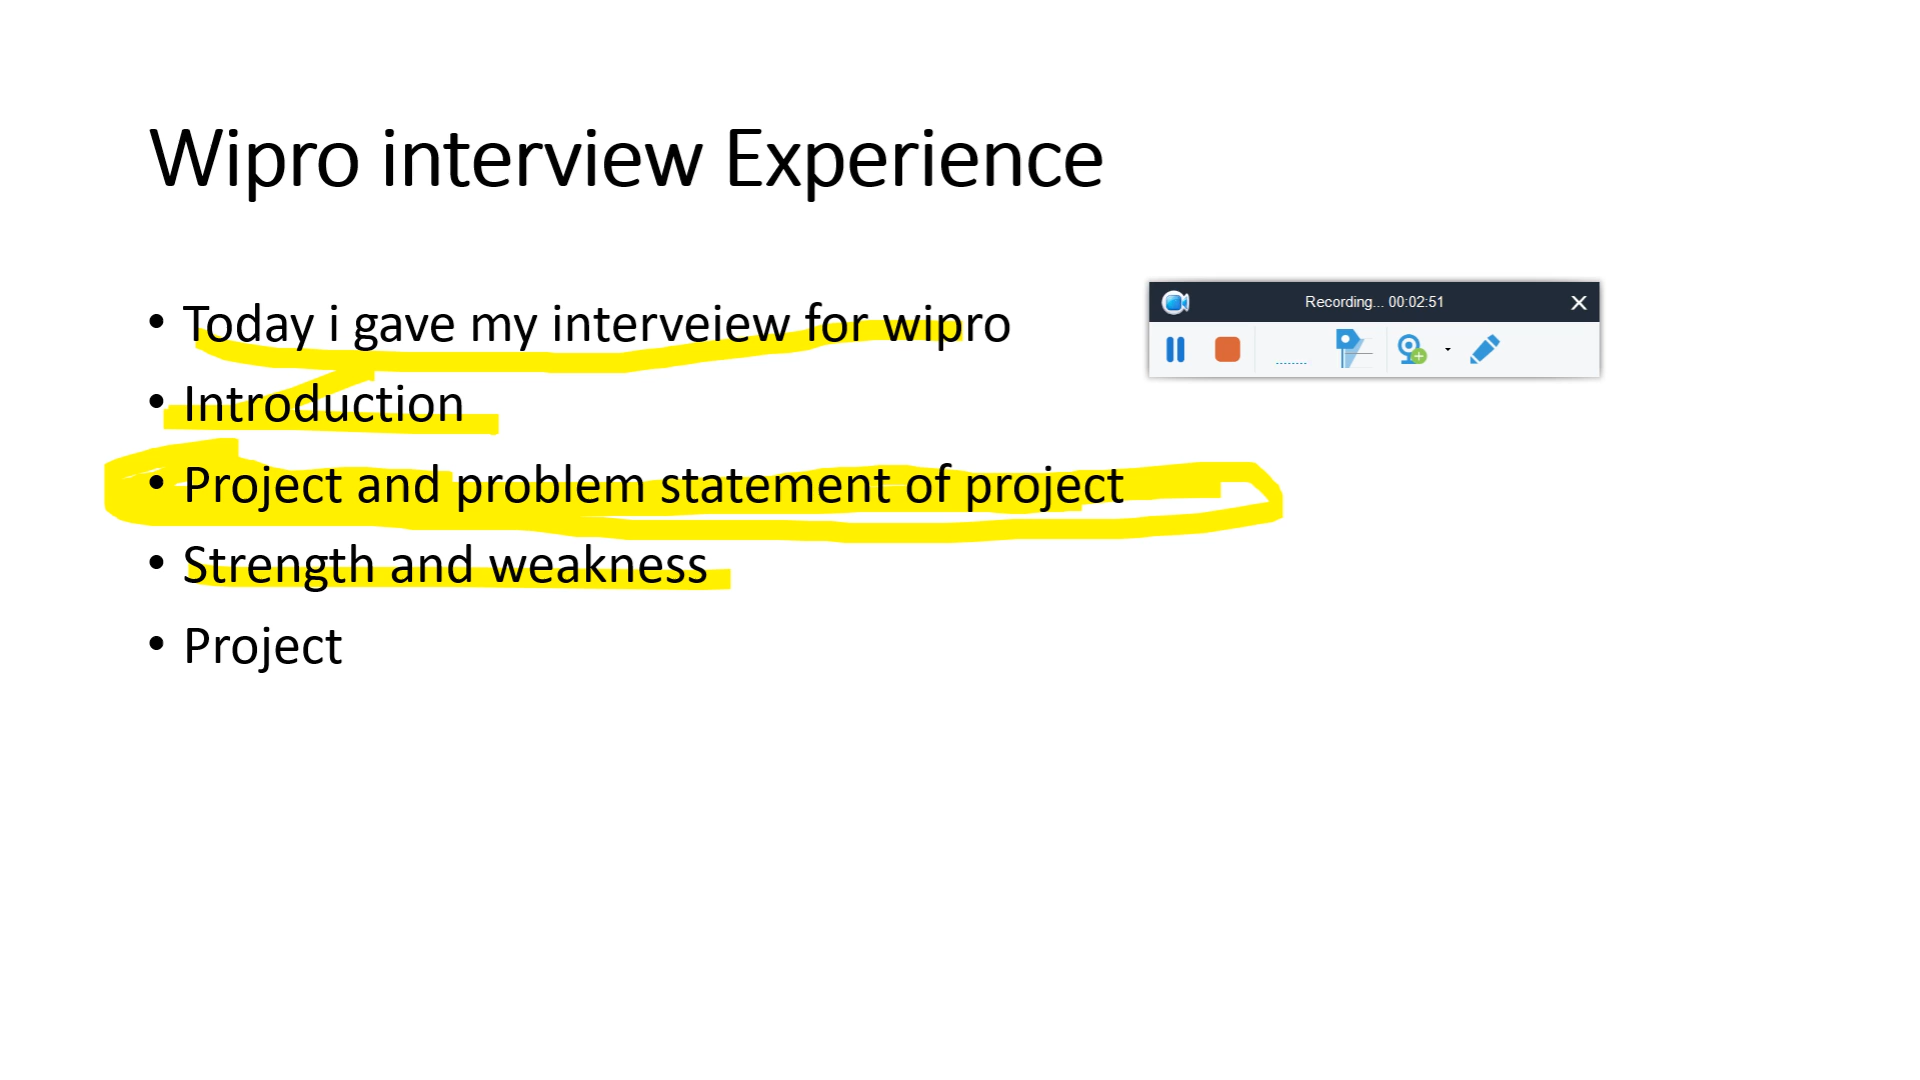 Wipro interview Experience
• Today i gave my interveiew for wipro
Recording... 00:02:51
• Introduction
• Project and problem statement of project
• Strength and weakness
• Project